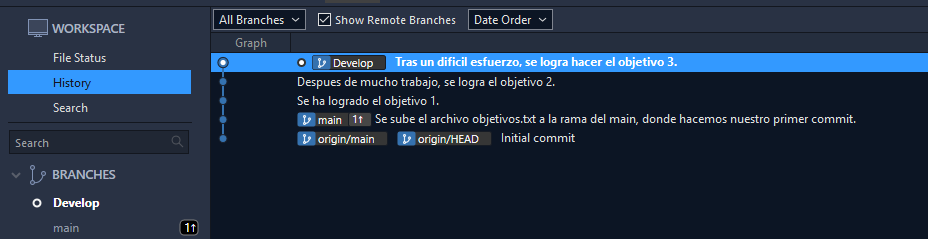 WORKSPACE
File Status
History
Search
Search
BRANCHES
Develop
main 1↑
All Branches Show Remote Branches Date Order
Graph
Develop Tras un difícil esfuerzo, se logra hacer el objetivo 3.
Despues de mucho trabajo, se logra el objetivo 2.
Se ha logrado el objetivo 1.
main 1↑ Se sube el archivo objetivos.txt a la rama del main, donde hacemos nuestro primer commit.
origin/main origin/HEAD Initial commit